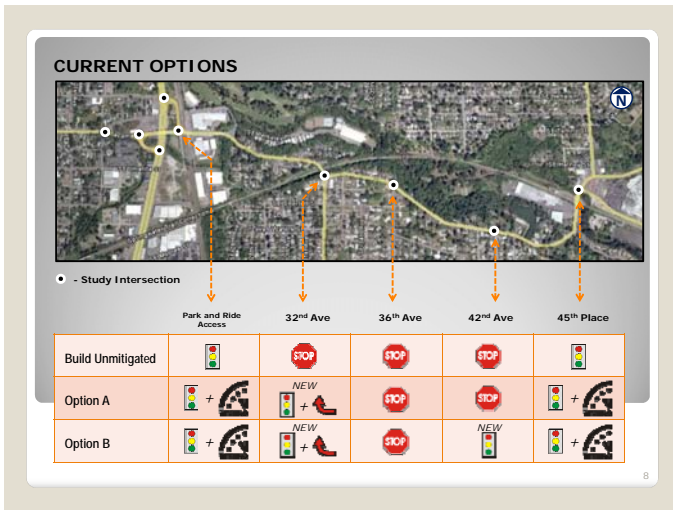 CURRENT OPTIONS
N
- Study Intersection
Park and Ride
Access
32nd Ave
36th Ave
42nd Ave
45th Place
Build Unmitigated
STOP
STOP
STOP
Option A
+
NEW
+
STOP
STOP
+
Option B
+
NEW
+
STOP
NEW
+
8